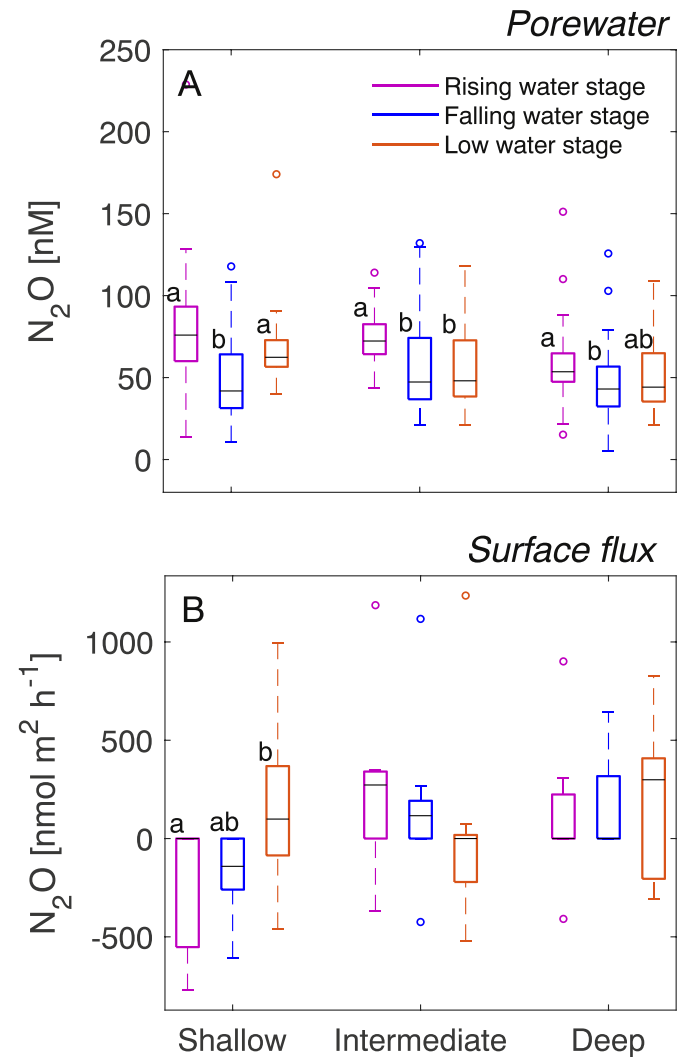 Porewater
A
Rising water stage
Falling water stage
Low water stage
N2O [nM]
250
200
150
100
50
0
a
b
a
a
b
b
a
b
ab
Surface flux
B
N2O [nmol m2 h-1]
1000
500
0
-500
a
ab
b
Shallow Intermediate Deep